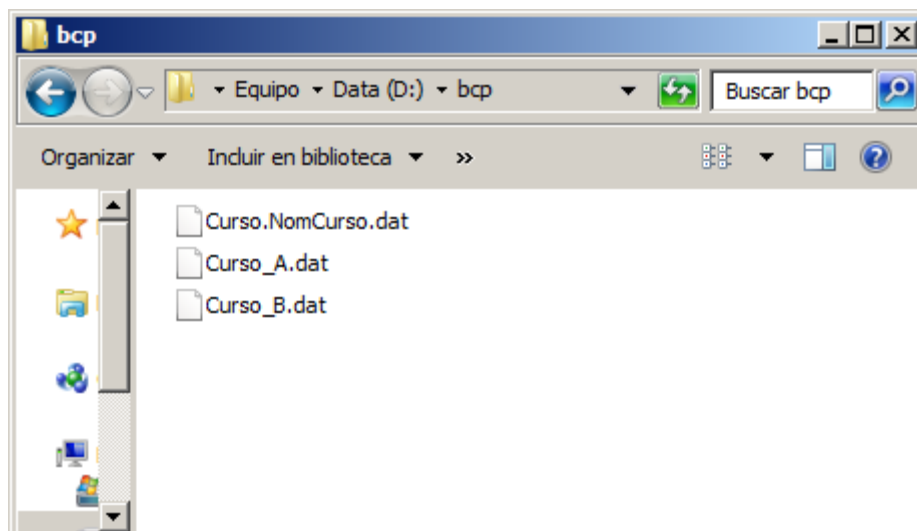 bcp
Equipo Data (D:) bcp Buscar bcp
Organizar Incluir en biblioteca »
Curso.NomCurso.dat
Curso_A.dat
Curso_B.dat